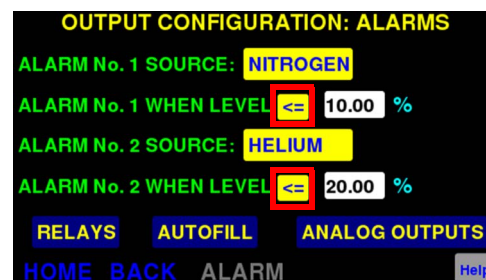 OUTPUT CONFIGURATION: ALARMS
ALARM No. 1 SOURCE: NITROGEN
ALARM No. 1 WHEN LEVEL <= 10.00 %
ALARM No. 2 SOURCE: HELIUM
ALARM No. 2 WHEN LEVEL <= 20.00 %
RELAYS AUTOFILL ANALOG OUTPUTS
HOME BACK ALARM Help